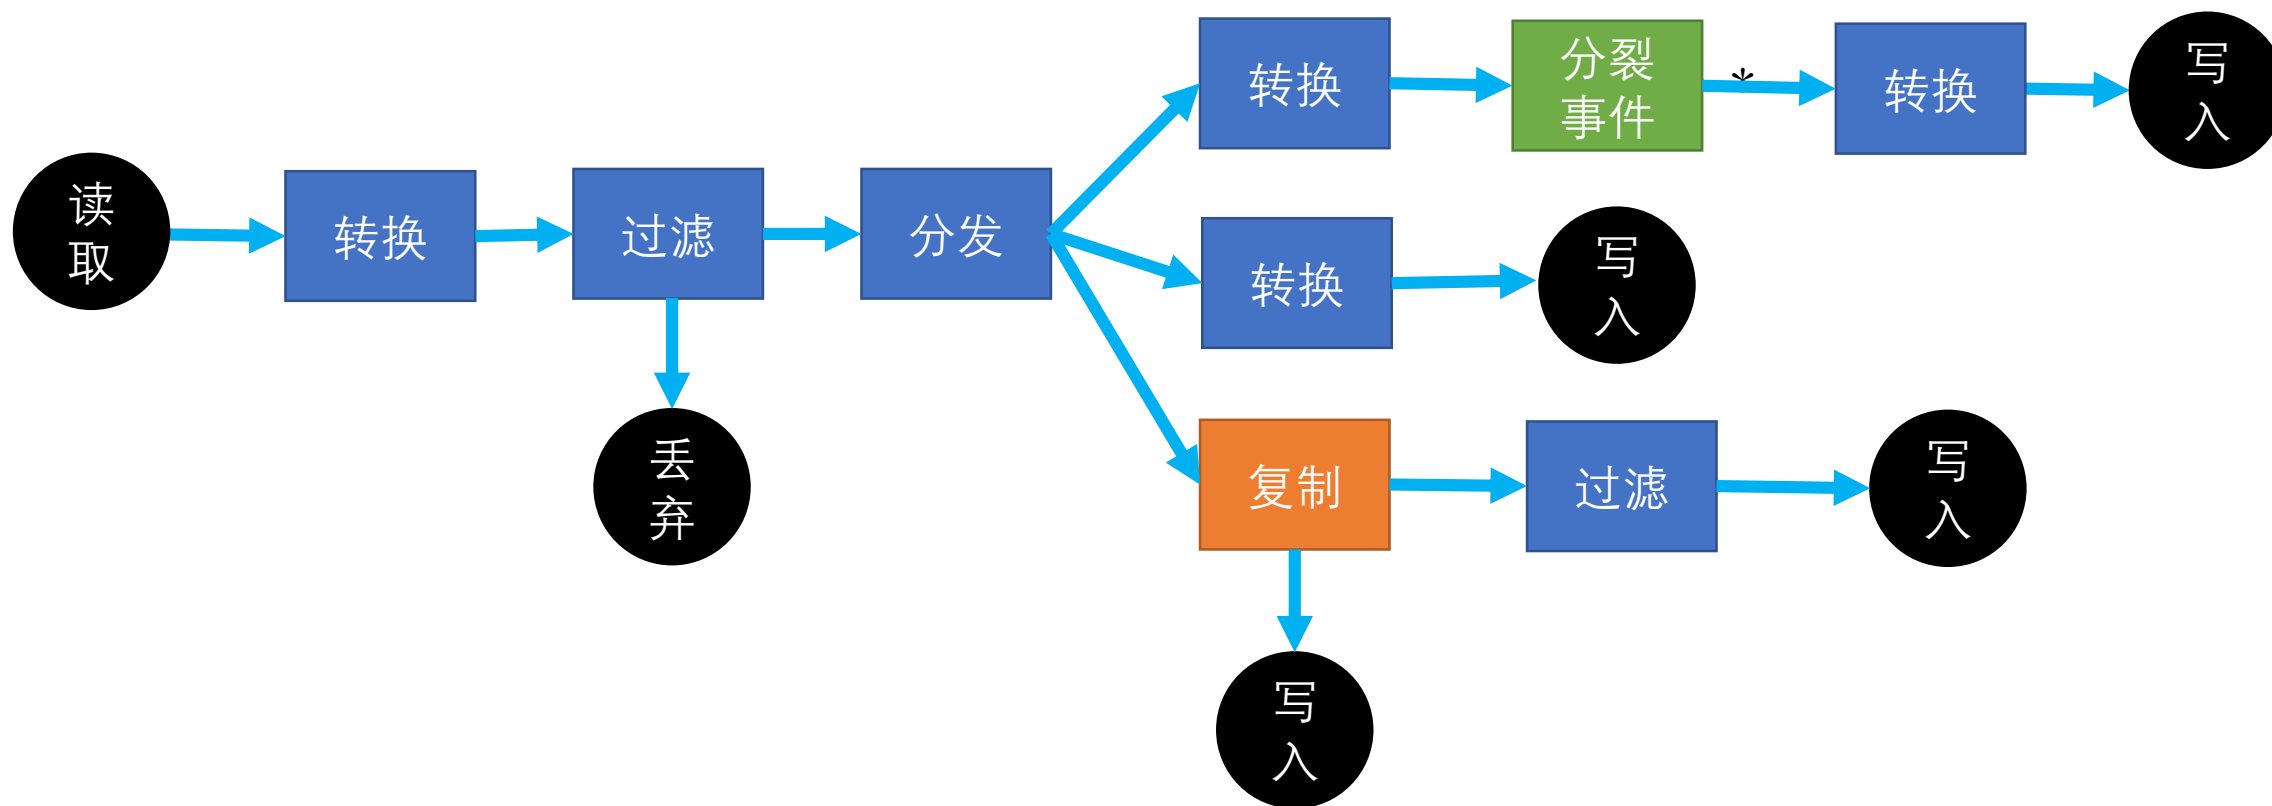 读
取
转换
过滤
丢
弃
分发
转换
分裂
事件
*
转换
写
入
转换
写
入
复制
过滤
写
入
写
入